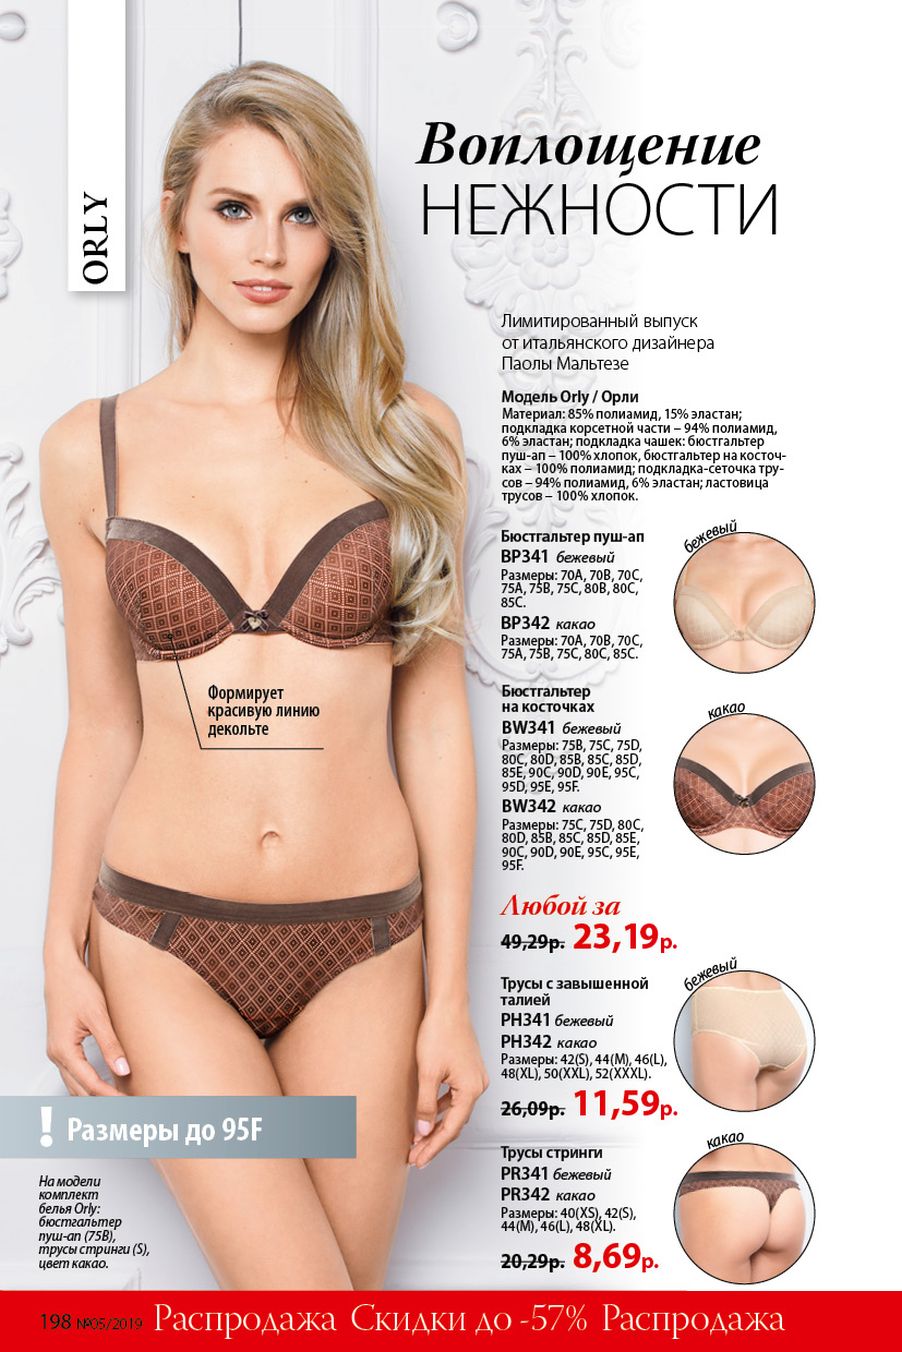 ORLY
Воплощение
НЕЖНОСТИ
Лимитированный выпуск
от итальянского дизайнера
Паолы Мальтезе
Модель Orly / Орли
Материал: 85% полиамид, 15% эластан;
подкладка корсетной части – 94% полиамид,
6% эластан; подкладка чашек: бюстгальтер
пуш-ап – 100% хлопок, бюстгальтер на косточ-
ках – 100% полиамид; подкладка-сеточка тру-
сов – 94% полиамид, 6% эластан; ластовица
трусов – 100% хлопок.
Бюстгальтер пуш-ап
BP341 бежевый
Размеры: 70A, 70B, 70C,
75A, 75B, 75C, 80B, 80C,
85C.
BP342 какао
Размеры: 70A, 70B, 70C,
75A, 75B, 75C, 80C, 85C.
бежевый
Формирует
красивую линию
декольте
Бюстгальтер
на косточках
BW341 бежевый
Размеры: 75B, 75C, 75D,
80C, 80D, 85B, 85C, 85D,
85E, 90C, 90D, 90E, 95C,
95D, 95E, 95F.
BW342 какао
Размеры: 75C, 75D, 80C,
80D, 85B, 85C, 85D, 85E,
90C, 90D, 90E, 95C, 95E,
95F.
какао
Любой за
49,29р. 23,19р.
Трусы с завышенной
талией
PH341 бежевый
PH342 какао
Размеры: 42(S), 44(M), 46(L),
48(XL), 50(XXL), 52(XXXL).
26,09р. 11,59р.
бежевый
Трусы стринги
PR341 бежевый
PR342 какао
Размеры: 40(XS), 42(S),
44(M), 46(L), 48(XL).
20,29р. 8,69р.
какао
! Размеры до 95F
На модели
комплект
белья Orly:
бюстгальтер
пуш-ап (75B),
трусы стринги (S),
цвет какао.
198 №05/2019 Распродажа Скидки до -57% Распродажа